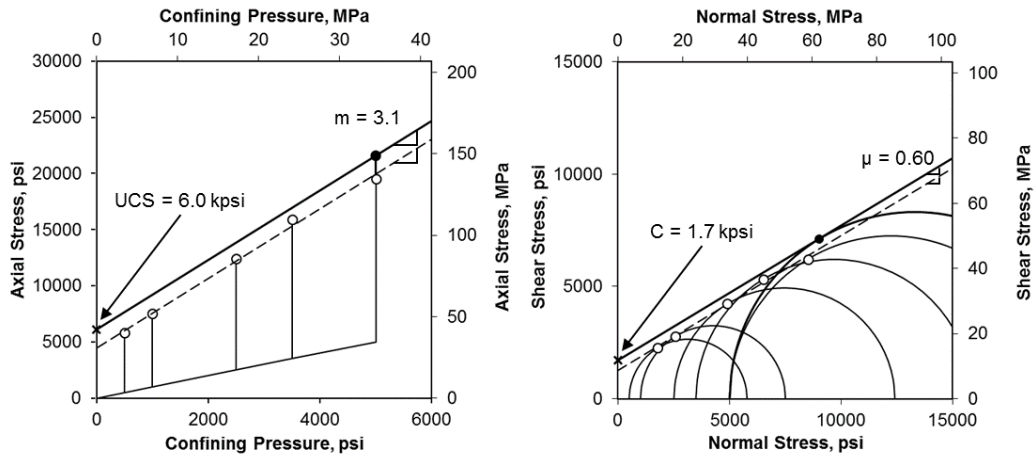 Confining Pressure, MPa
0 10 20 30 40
30000
25000
20000
15000
10000
5000
0
Axial Stress, psi
m = 3.1
UCS = 6.0 kpsi
200
150
100
50
0
Axial Stress, MPa
0 2000 4000 6000
Confining Pressure, psi
Normal Stress, MPa
0 20 40 60 80 100
15000
10000
5000
0
Shear Stress, psi
μ = 0.60
C = 1.7 kpsi
100
80
60
40
20
0
Shear Stress, MPa
0 5000 10000 15000
Normal Stress, psi